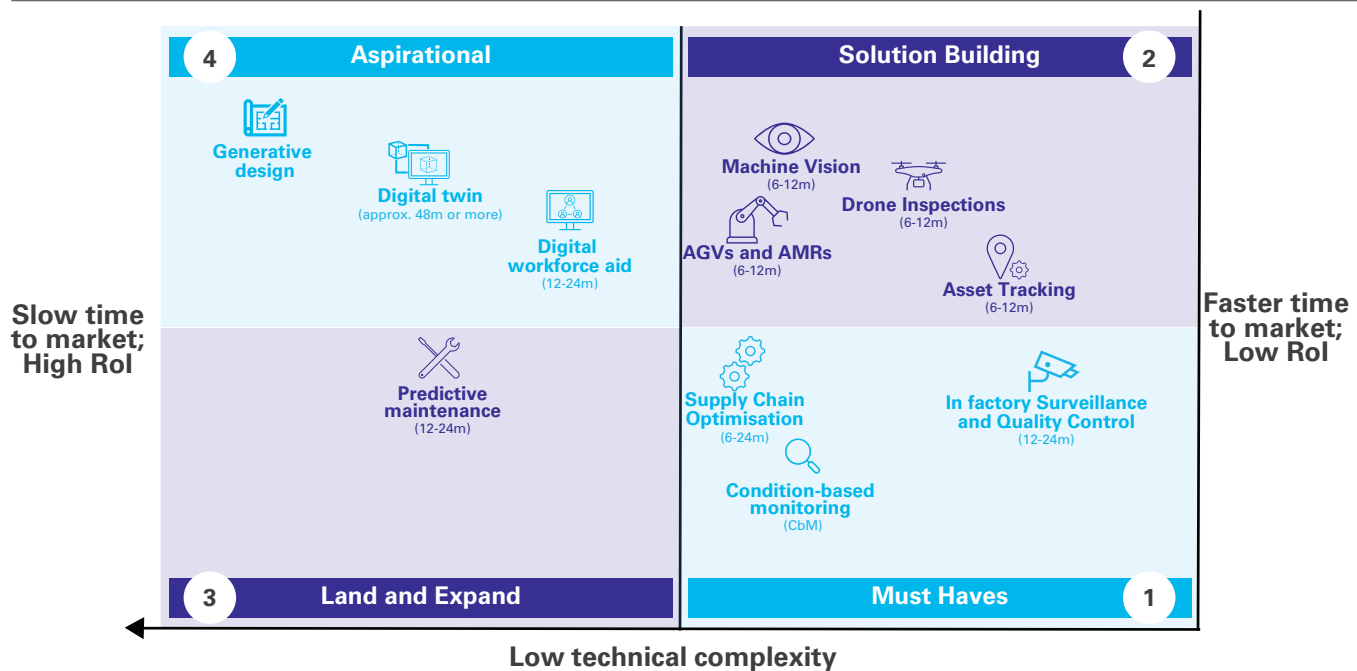 4
Aspirational
Solution Building
2
Generative
design
Digital twin
(approx. 48m or more)
Digital
workforce aid
(12-24m)
Machine Vision
(6-12m)
Drone Inspections
(6-12m)
AGVs and AMRs
(6-12m)
Asset Tracking
(6-12m)
Slow time
to market;
High RoI
Faster time
to market;
Low RoI
Predictive
maintenance
(12-24m)
Supply Chain
Optimisation
(6-24m)
In factory Surveillance
and Quality Control
(12-24m)
Condition-based
monitoring
(CbM)
3
Land and Expand
Must Haves
1
Low technical complexity